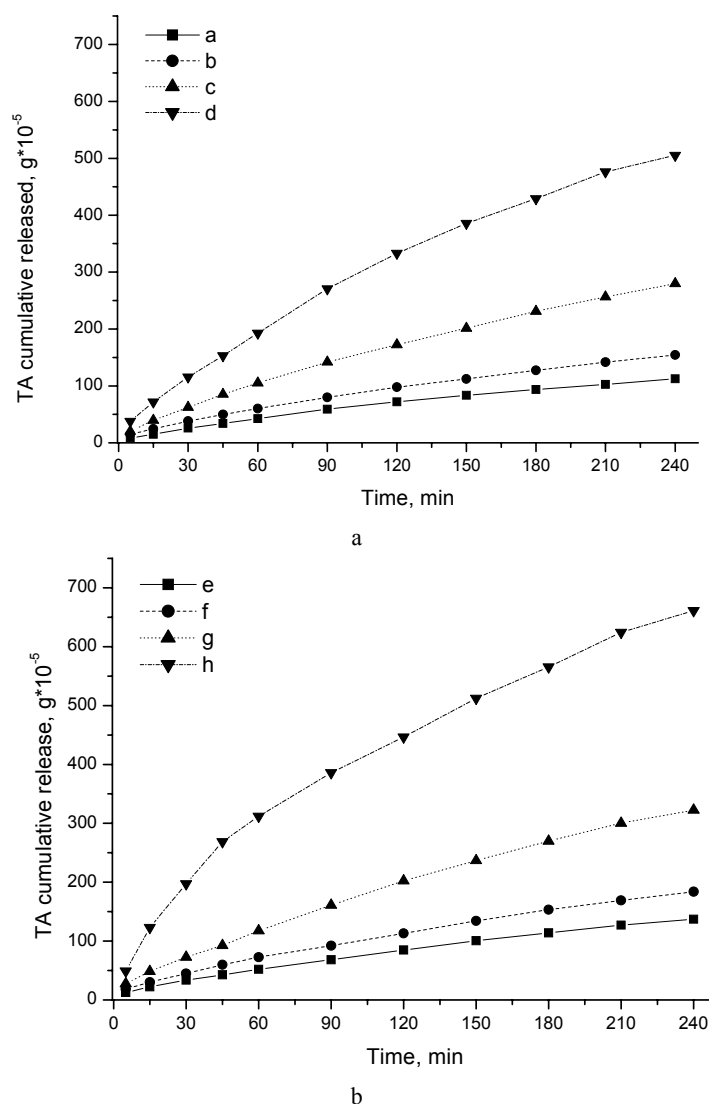 700
600
500
400
300
200
100
0
TA cumulative released, g*10-5
a
b
c
d
0 30 60 90 120 150 180 210 240
Time, min
a
700
600
500
400
300
200
100
0
TA cumulative release, g*10-5
e
f
g
h
0 30 60 90 120 150 180 210 240
Time, min
b